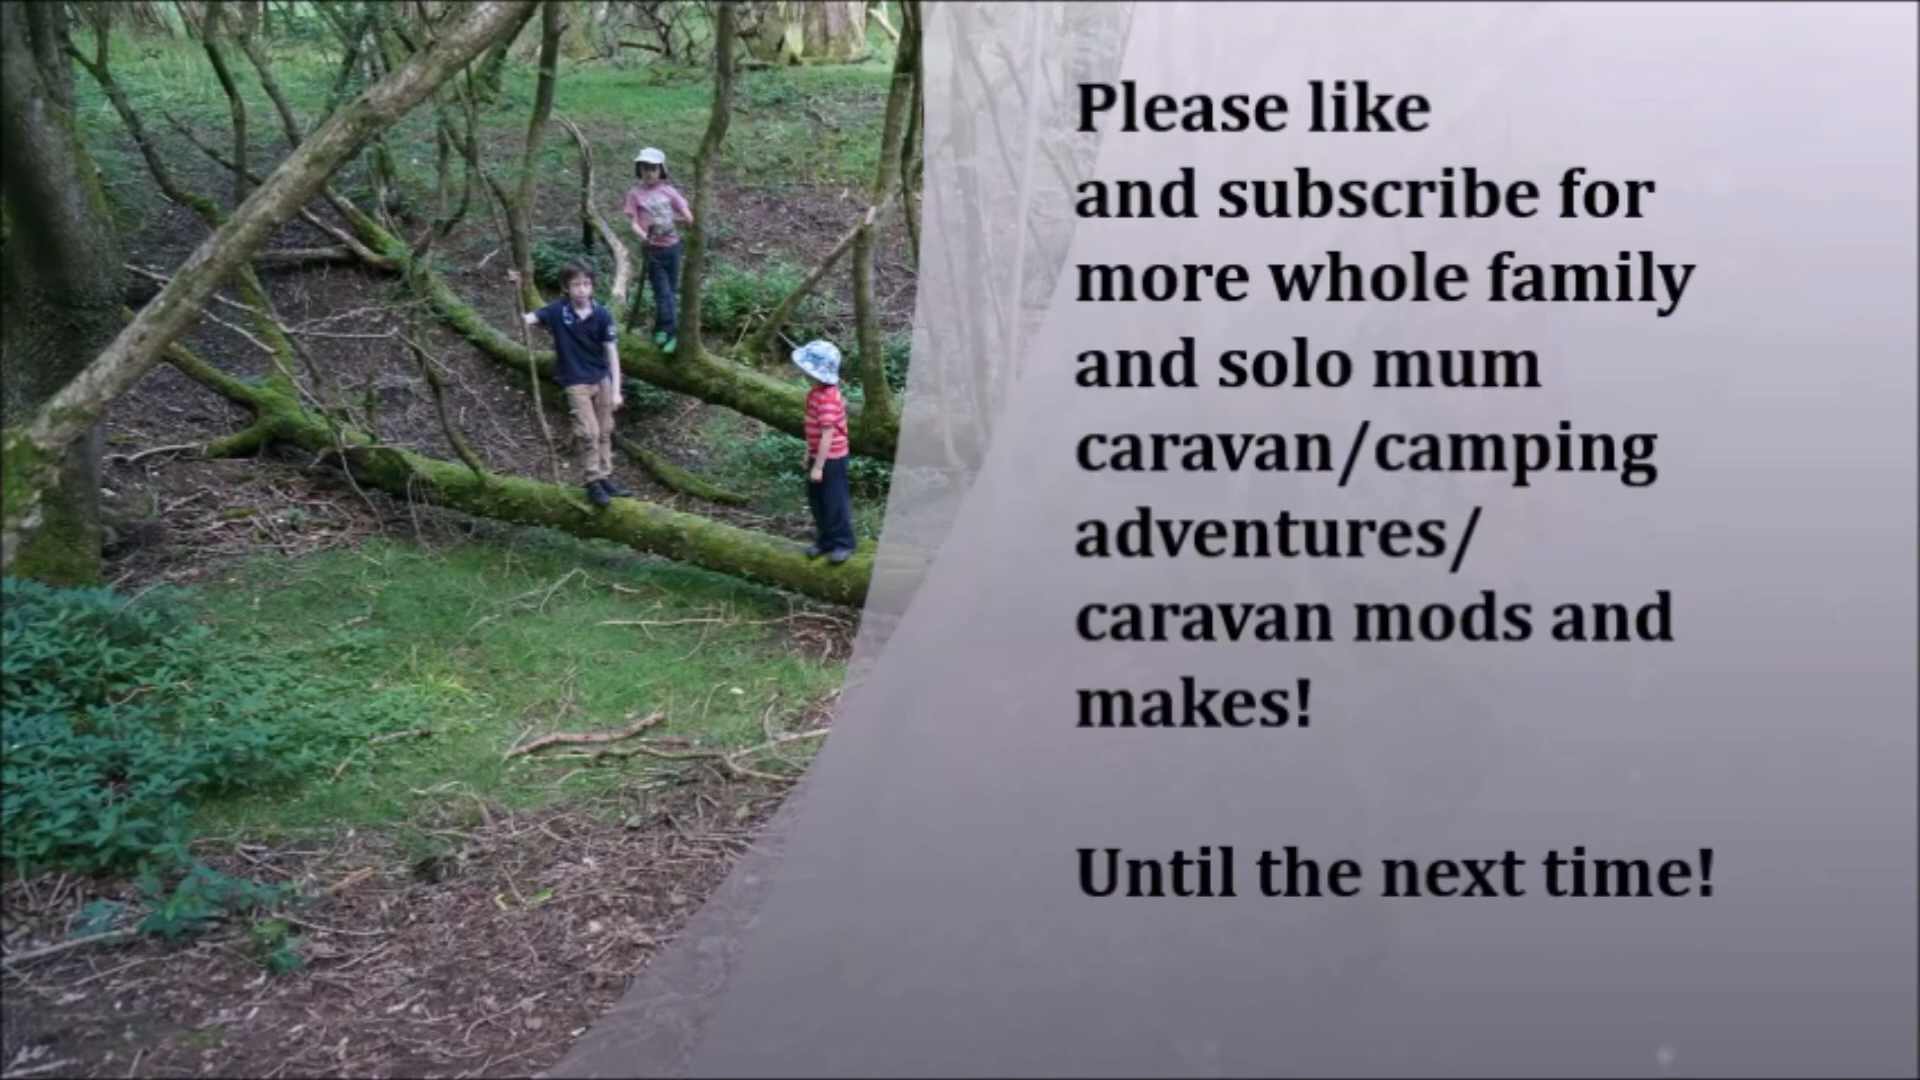 Please like
and subscribe for
more whole family
and solo mum
caravan/camping
adventures/
caravan mods and
makes!
Until the next time!